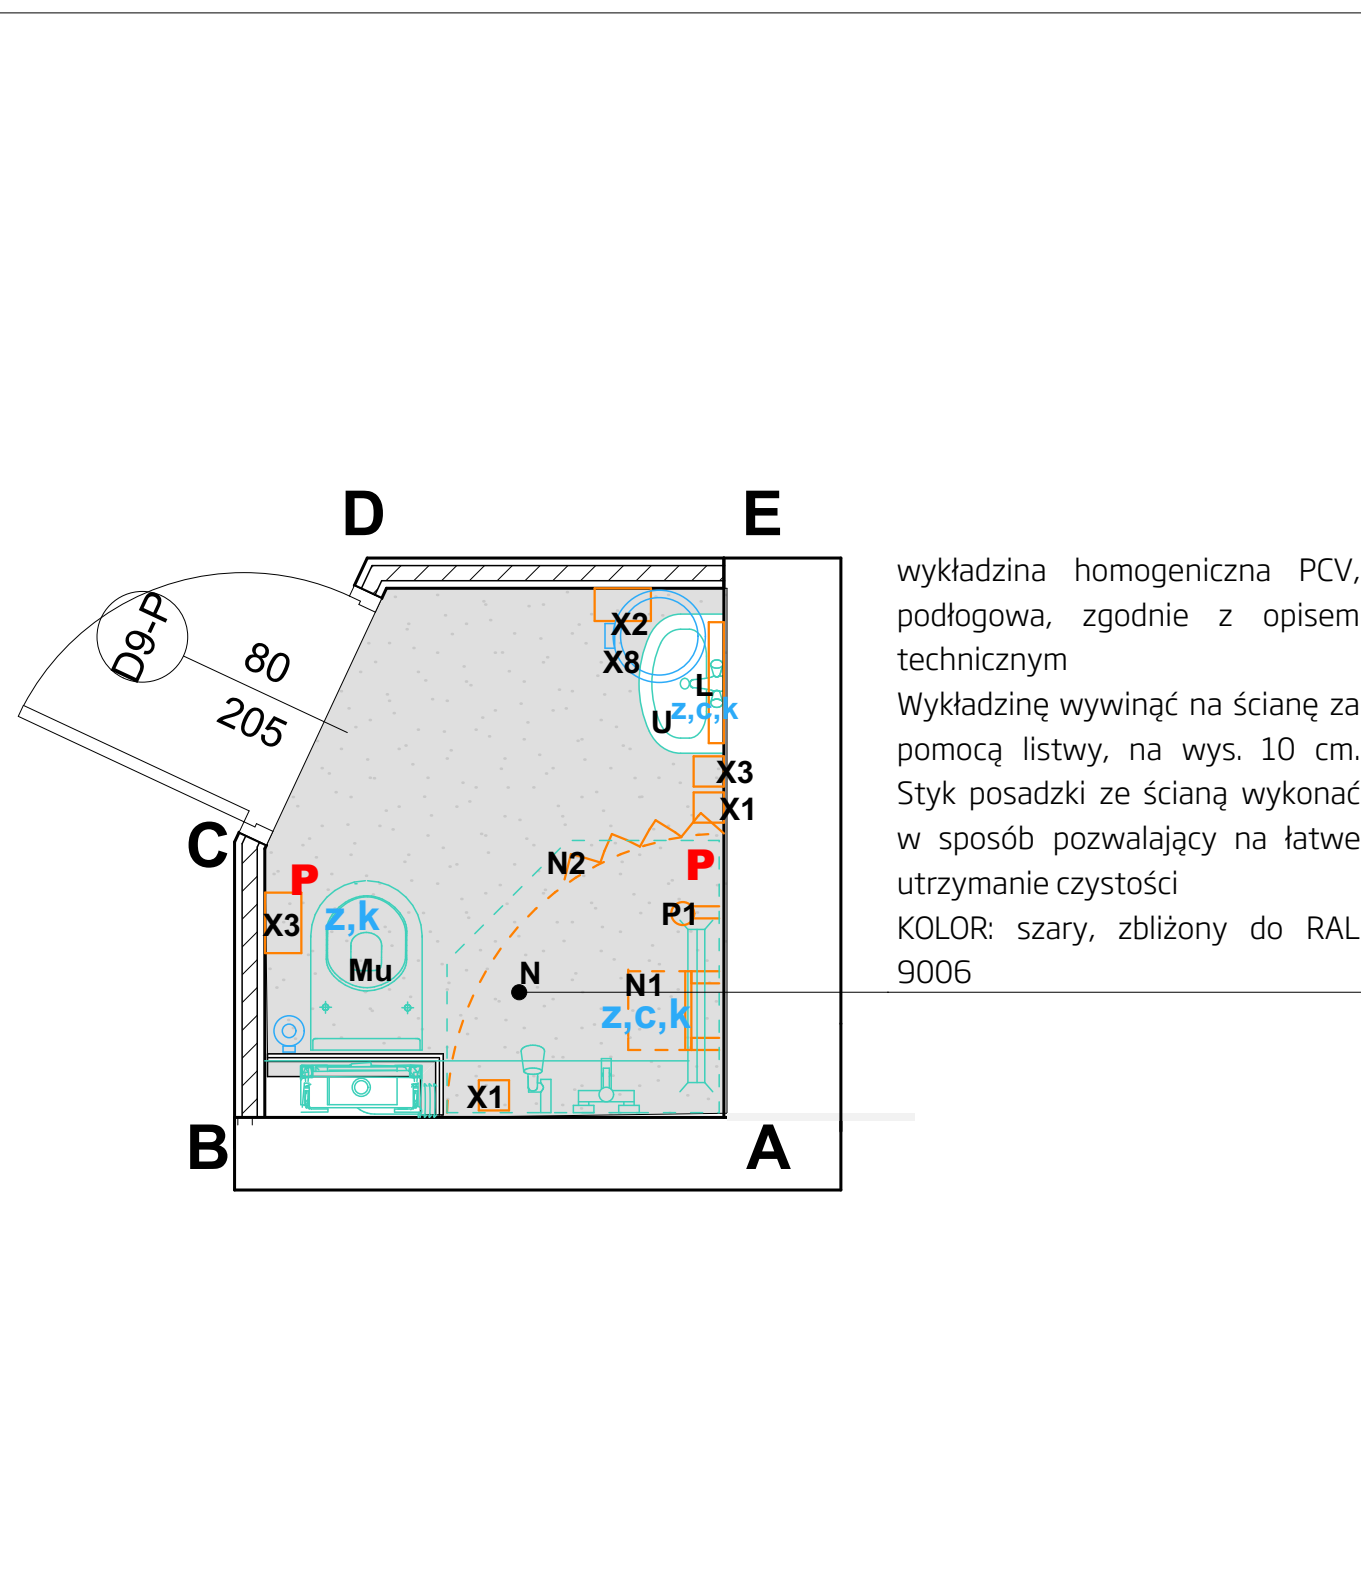 D
E
wykładzina homogeniczna PCV,
podłogowa, zgodnie z opisem
technicznym
Wykładzinę wywinąć na ścianę za
pomocą listwy, na wys. 10 cm.
Styk posadzki ze ścianą wykonać
w sposób pozwalający na łatwe
utrzymanie czystości
KOLOR: szary, zbliżony do RAL
9006
D9-P
80
205
X2
X8
L
z,c,k
U
X3
X1
C
N2
P
P
X3
z,k
Mu
P1
N
N1
z,c,k
X1
B
A